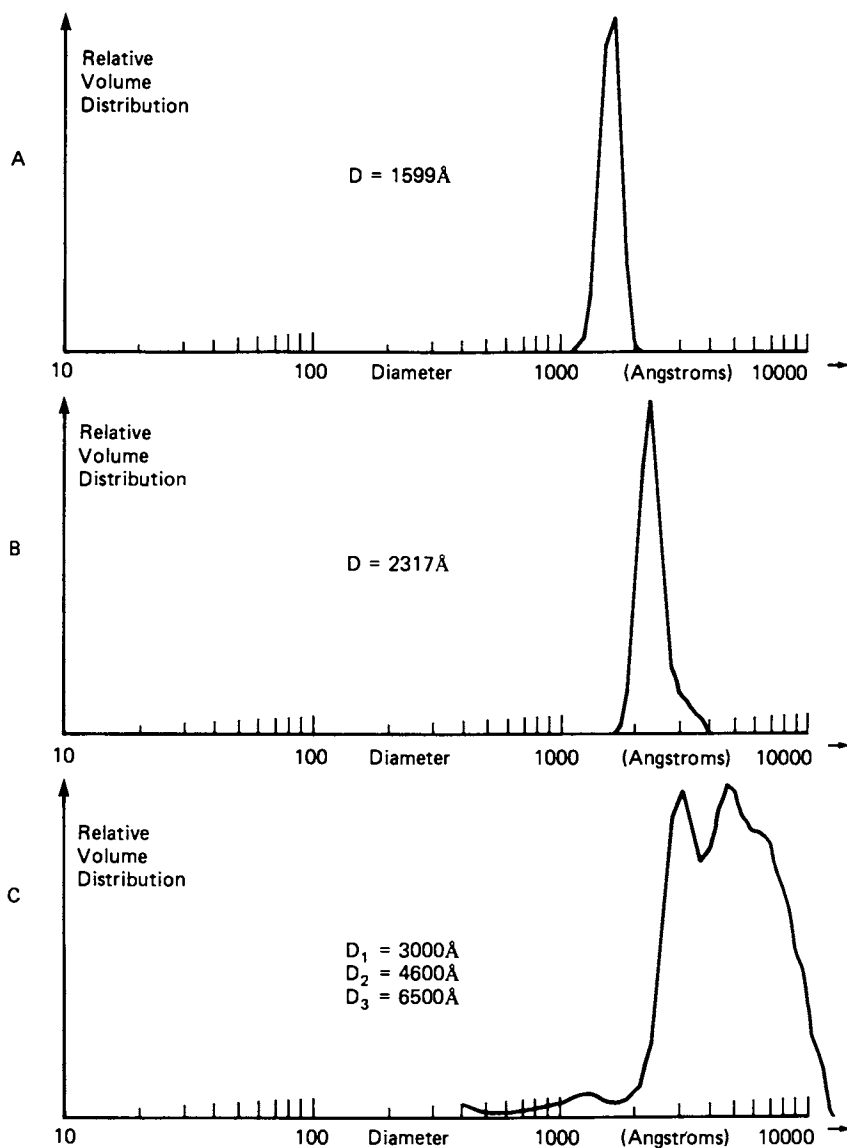 Relative
Volume
Distribution
A
D = 1599Å
10 100 Diameter 1000 (Angstroms) 10000
Relative
Volume
Distribution
B
D = 2317Å
10 100 Diameter 1000 (Angstroms) 10000
Relative
Volume
Distribution
C
D₁ = 3000Å
D₂ = 4600Å
D₃ = 6500Å
10 100 Diameter 1000 (Angstroms) 10000